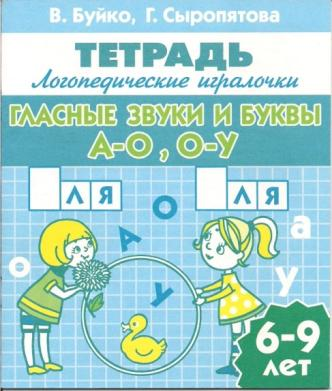 В. Буйко, Г. Сыропятова
ТЕТРАДЬ
Логопедические игралочки
ГЛАСНЫЕ ЗВУКИ И БУКВЫ
А-О, О-У
ЛЯ ЛЯ
О А О У а у
6-9
лет